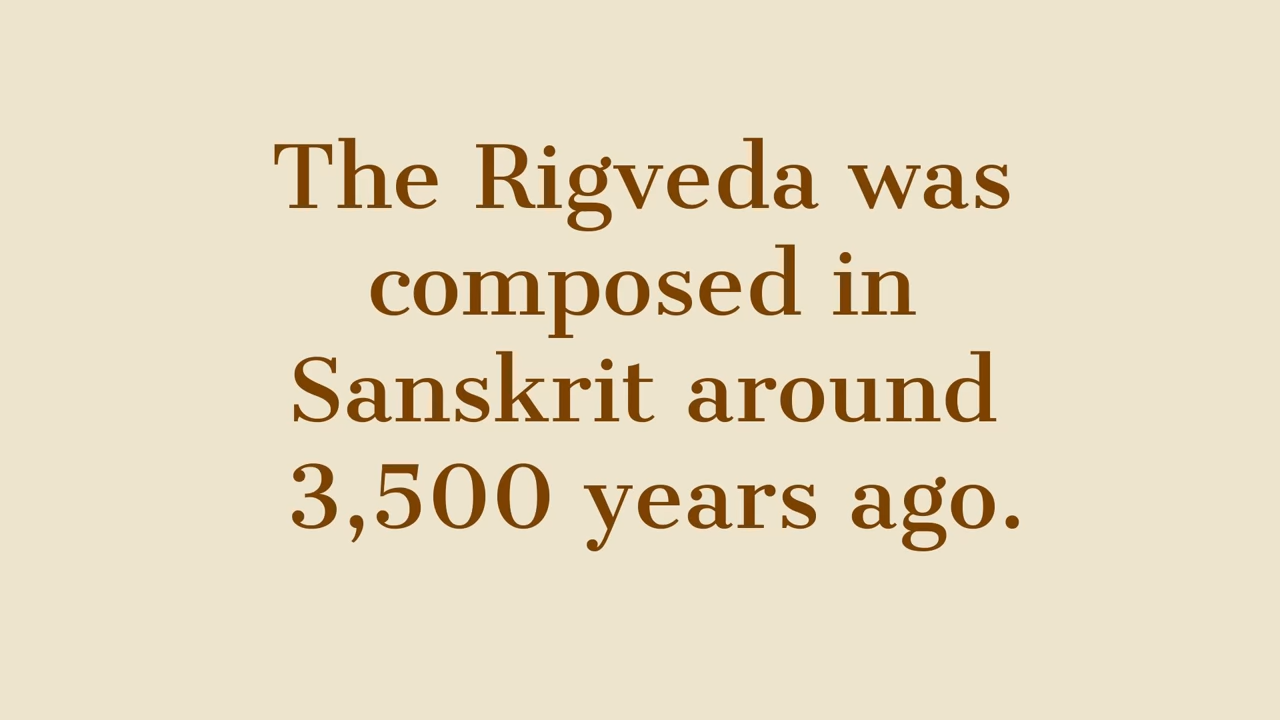 The Rigveda was
composed in
Sanskrit around
3,500 years ago.